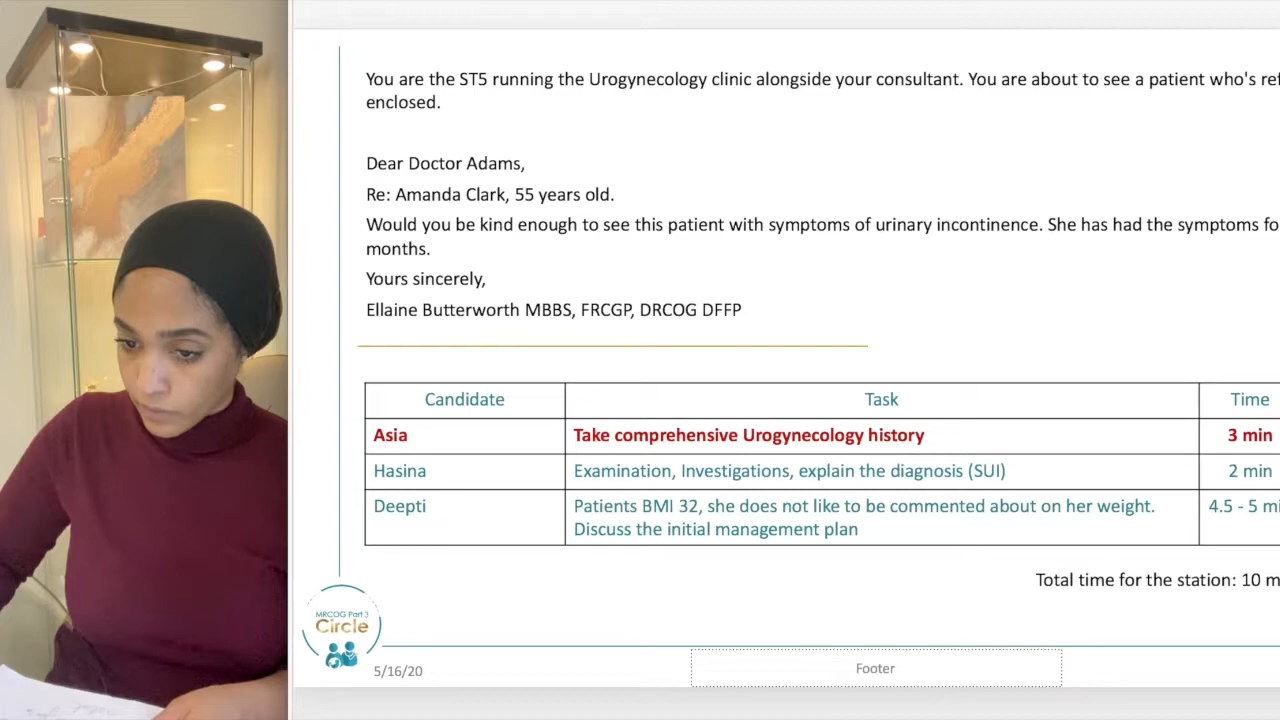 You are the ST5 running the Urogynecology clinic alongside your consultant. You are about to see a patient who's
enclosed.
Dear Doctor Adams,
Re: Amanda Clark, 55 years old.
Would you be kind enough to see this patient with symptoms of urinary incontinence. She has had the symptoms
months.
Yours sincerely,
Ellaine Butterworth MBBS, FRCGP, DRCOG DFFP
Candidate Task Time
Asia Take comprehensive Urogynecology history 3 min
Hasina Examination, Investigations, explain the diagnosis (SUI) 2 min
Deepti Patients BMI 32, she does not like to be commented about on her weight. 4.5 - 5
Discuss the initial management plan
Total time for the station: 10
MRCOG Part 3
Circle
5/16/20
Footer